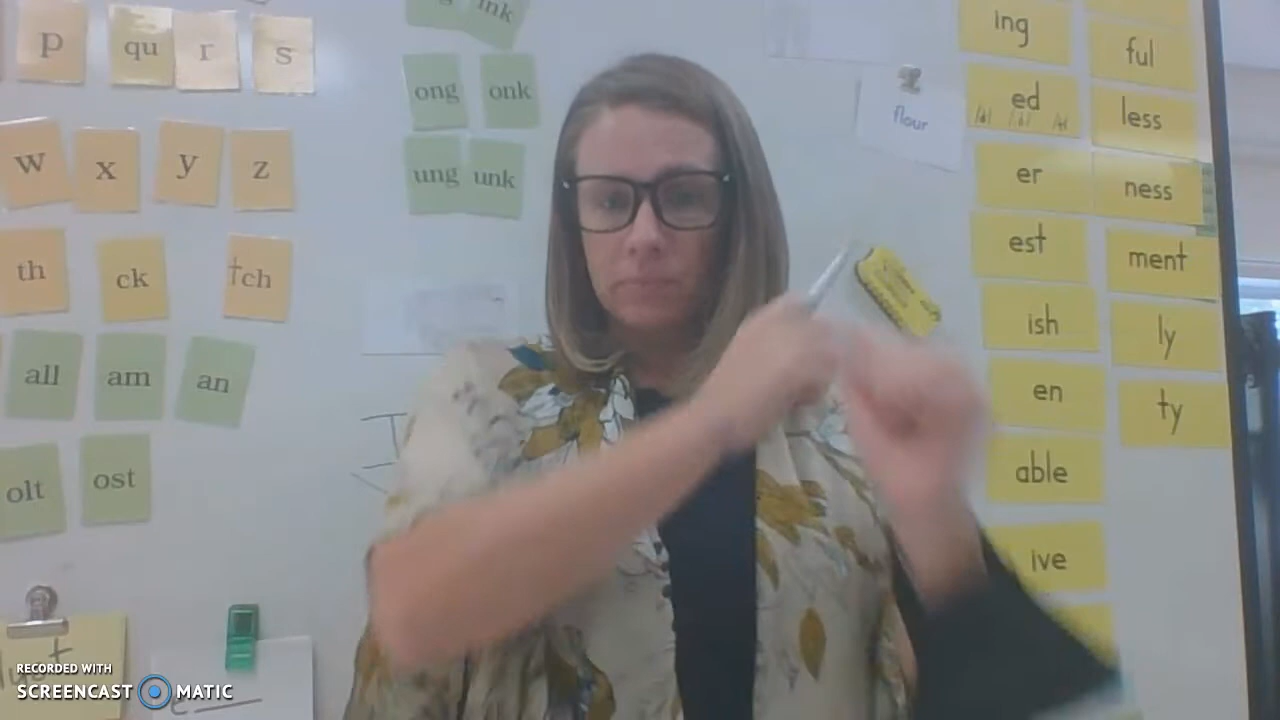 p qu r s
w x y z
th ck tch
all am an
olt ost
ink
ong onk
ung unk
flour
ing
ed
/d/ /t/
er
est
ish
en
able
ive
ful
less
ness
ment
ly
ty
RECORDED WITH
SCREENCAST MATIC